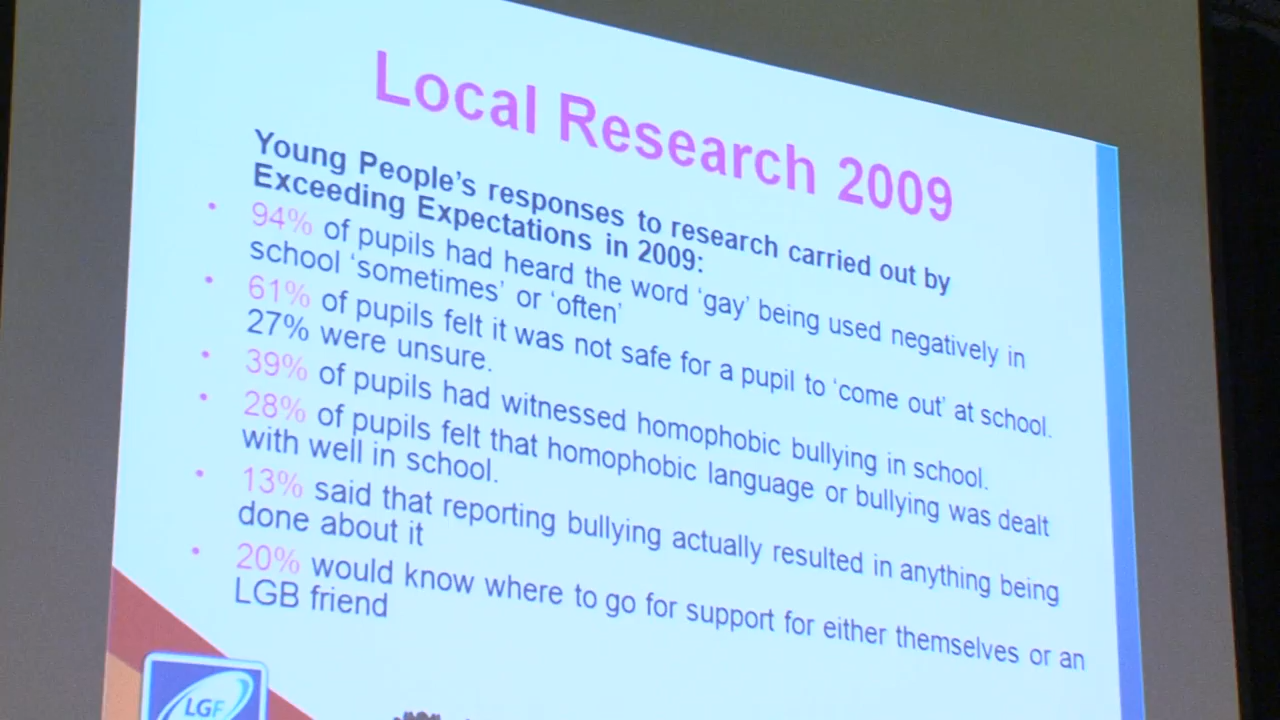 Local Research 2009
Young People's responses to research carried out by
Exceeding Expectations in 2009:
• 94% of pupils had heard the word 'gay' being used negatively in
school 'sometimes' or 'often'
• 61% of pupils felt it was not safe for a pupil to 'come out' at school.
27% were unsure.
• 39% of pupils had witnessed homophobic bullying in school.
• 28% of pupils felt that homophobic language or bullying was dealt
with well in school.
• 13% said that reporting bullying actually resulted in anything being
done about it
• 20% would know where to go for support for either themselves or an
LGB friend
LGF